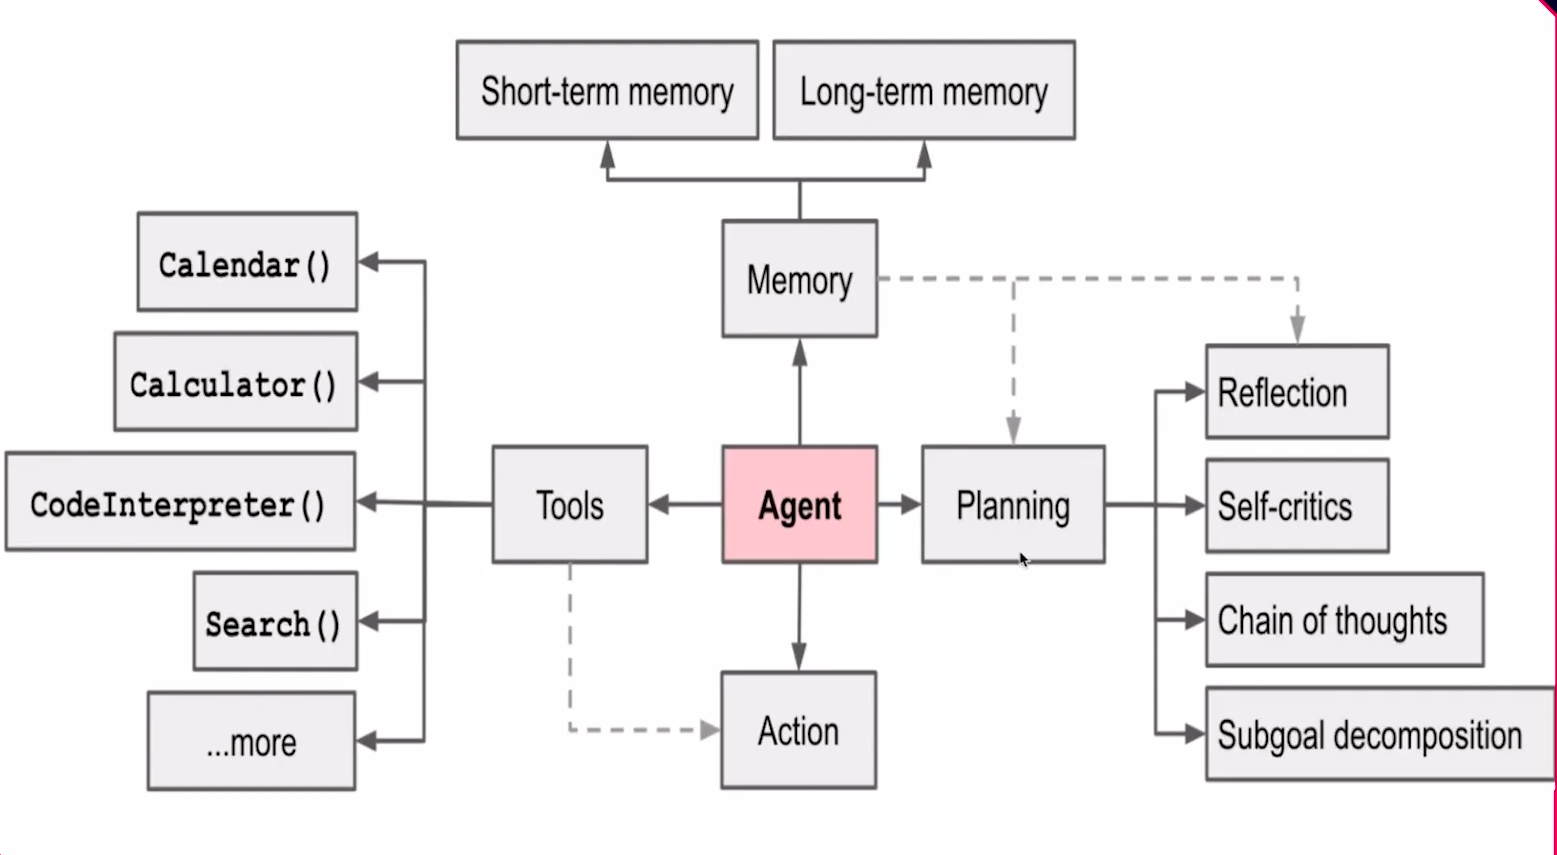 Short-term memory
Long-term memory
Calendar()
Memory
Calculator()
Reflection
CodeInterpreter()
Tools
Agent
Planning
Self-critics
Search()
Chain of thoughts
...more
Action
Subgoal decomposition